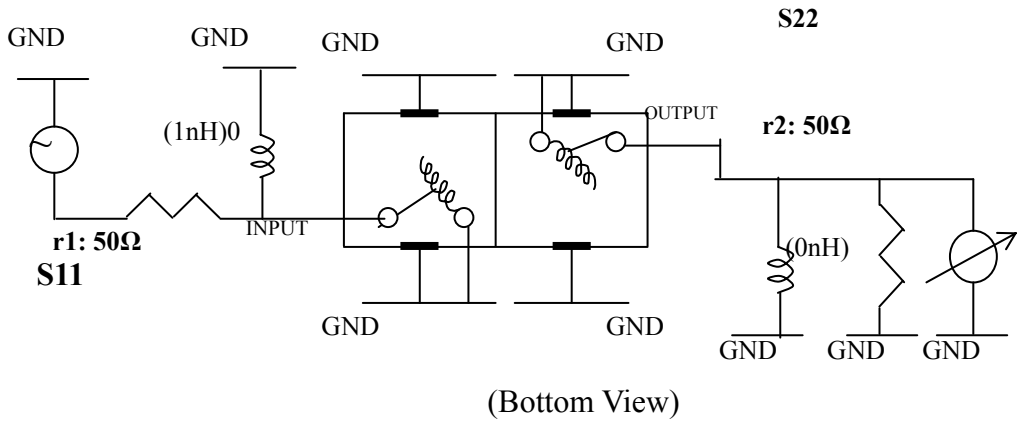 S22
GND
GND
GND
GND
(1nH)0
OUTPUT
r2: 50Ω
INPUT
r1: 50Ω
S11
(0nH)
GND
GND
GND
GND
GND
(Bottom View)